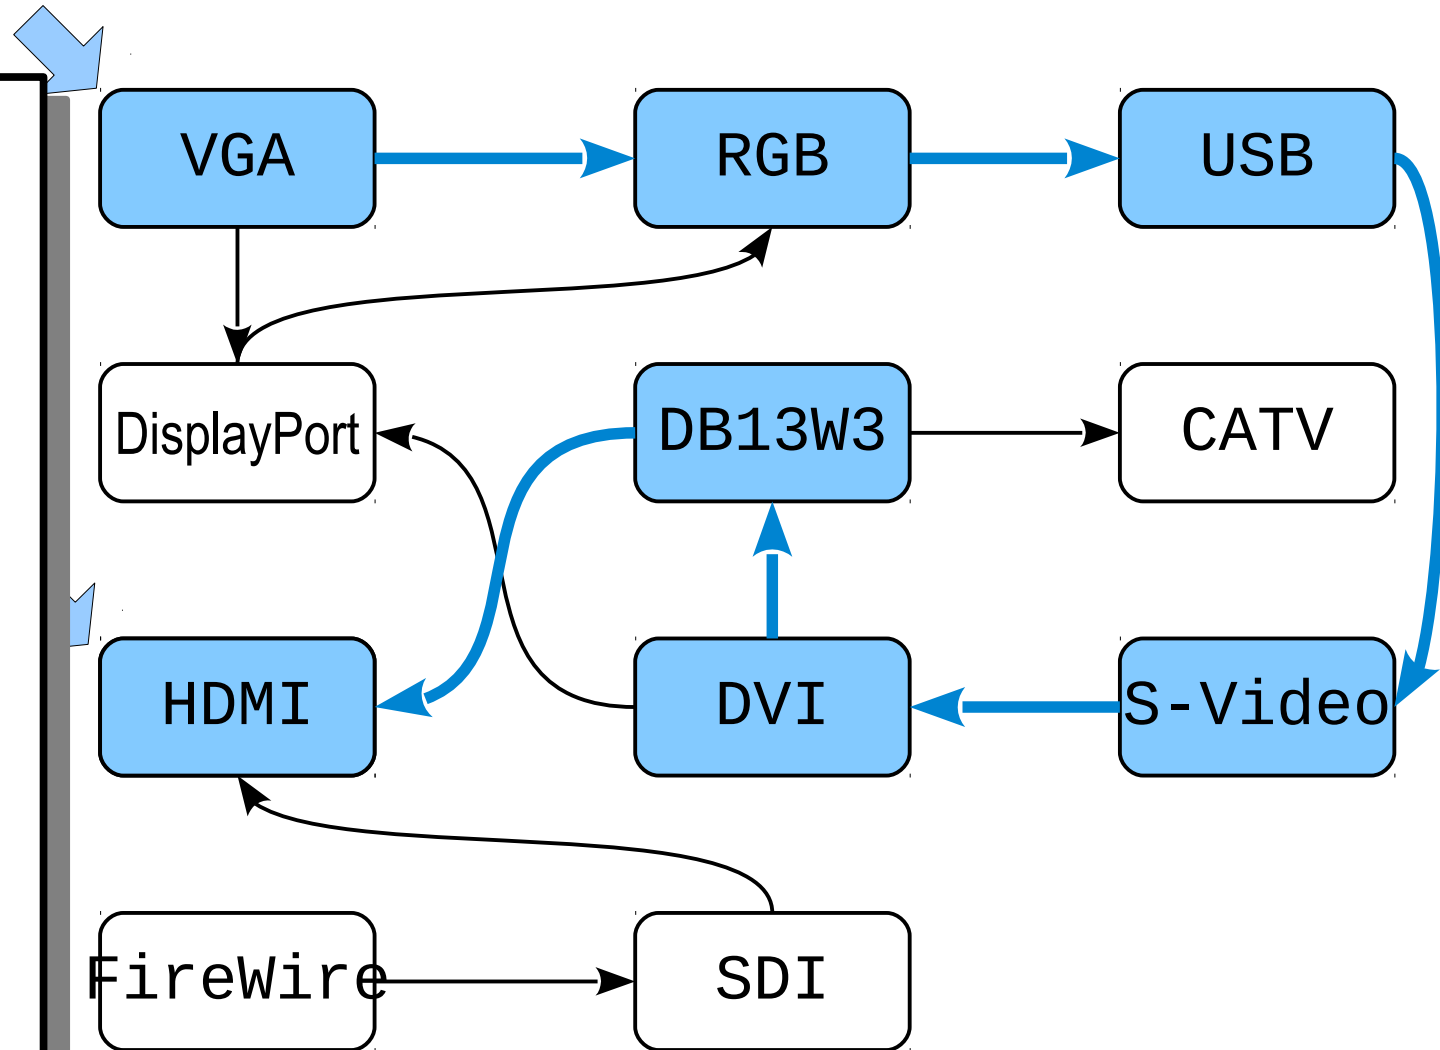 VGA
RGB
USB
DisplayPort
DB13W3
CATV
HDMI
DVI
S-Video
FireWire
SDI